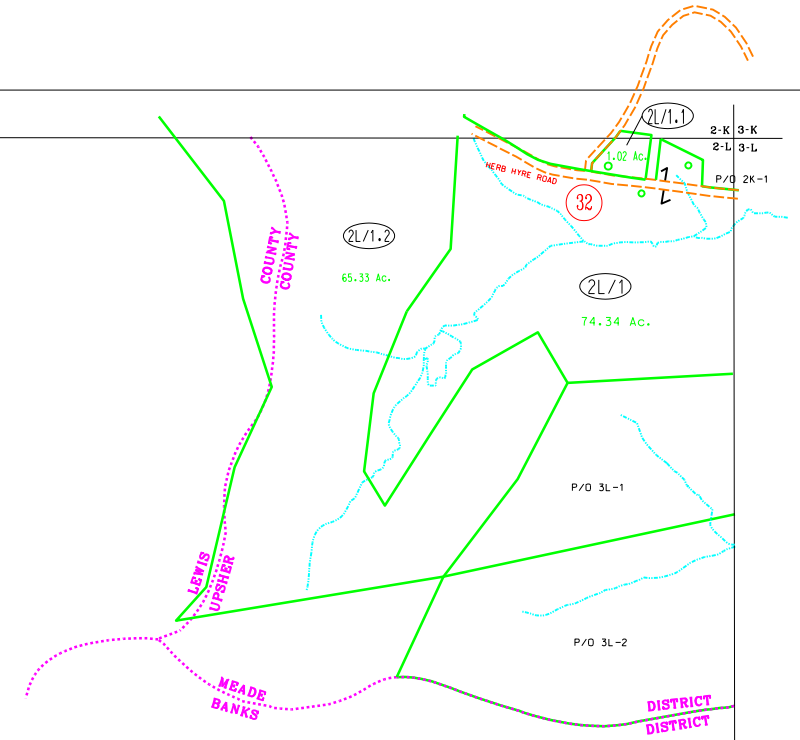 2L/1.1
2-K 3-K
2-L 3-L
1.02 Ac.
HERB HYRE ROAD
P/O 2K-1
32
2L/1.2
COUNTY
COUNTY
65.33 Ac.
2L/1
74.34 Ac.
P/O 3L-1
LEWIS
UPSHER
P/O 3L-2
MEADE
BANKS
DISTRICT
DISTRICT